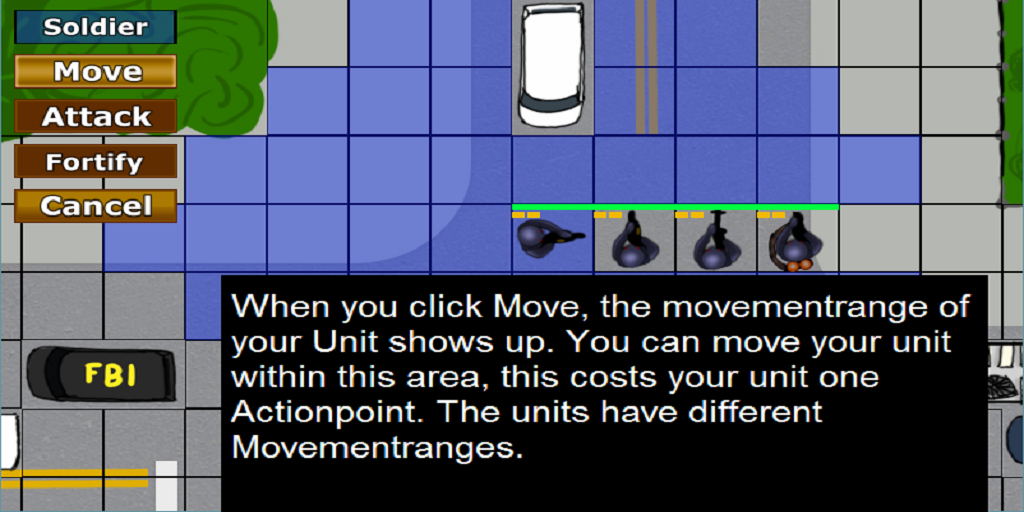 Soldier
Move
Attack
Fortify
Cancel
When you click Move, the movementrange of
your Unit shows up. You can move your unit
within this area, this costs your unit one
Actionpoint. The units have different
Movementranges.
FBI